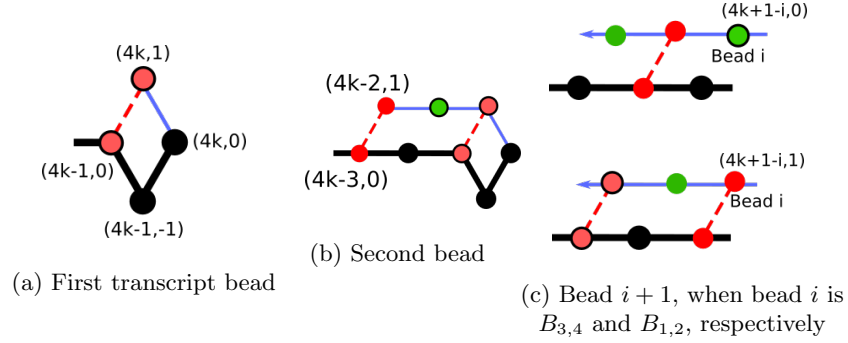 (4k,1)
(4k,0)
(4k-1,0)
(4k-1,-1)
(a) First transcript bead
(4k-2,1)
(4k-3,0)
(b) Second bead
(4k+1-i,0)
Bead i
(4k+1-i,1)
Bead i
(c) Bead i + 1, when bead i is
B3,4 and B1,2, respectively